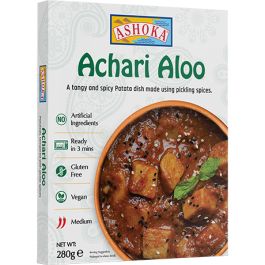 ASHOKA
Achari Aloo
A tangy and spicy Potato dish made using pickling spices.
NO Artificial
Ingredients
Ready
in 3 mins
Gluten
Free
Vegan
Medium
NET WT:
280g
Achari Aloo